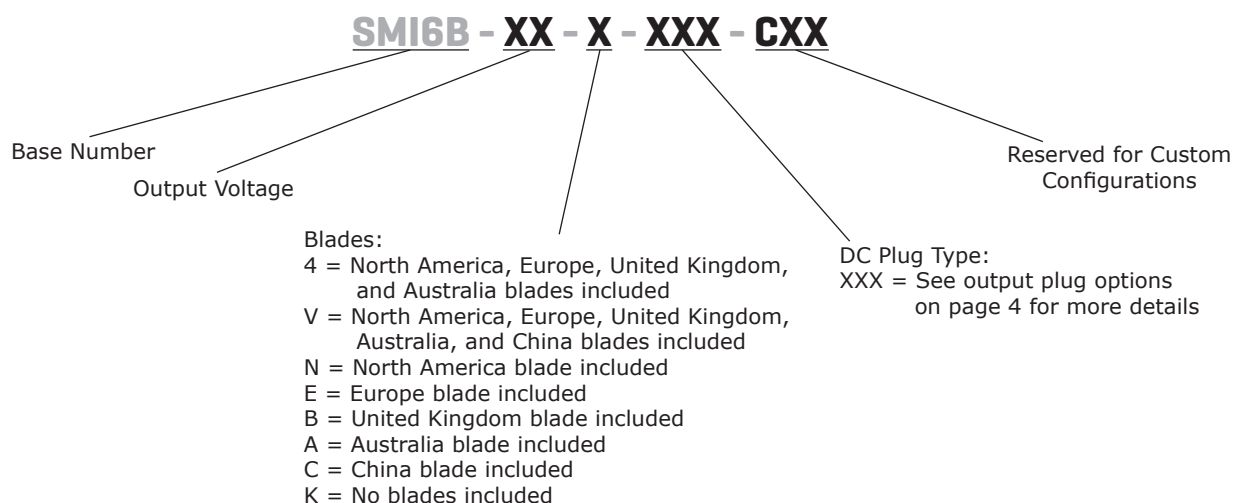 SMI6B - XX - X - XXX - CXX
Base Number
Output Voltage
Blades:
4 = North America, Europe, United Kingdom,
and Australia blades included
V = North America, Europe, United Kingdom,
Australia, and China blades included
N = North America blade included
E = Europe blade included
B = United Kingdom blade included
A = Australia blade included
C = China blade included
K = No blades included
DC Plug Type:
XXX = See output plug options
on page 4 for more details
Reserved for Custom
Configurations